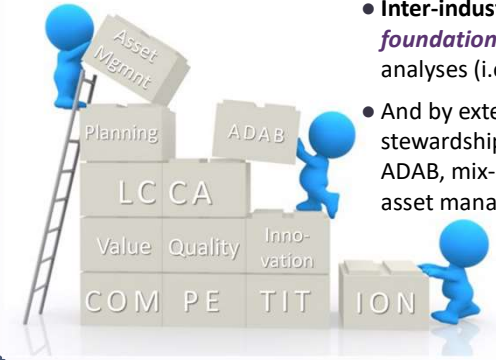 ● Inter-indust
foundation
analyses (i.e
● And by exte
stewardship
ADAB, mix-
asset mana
Asset
Mgmnt
Planning
ADAB
LC CA
Value Quality Inno-
vation
COM PE TIT ION